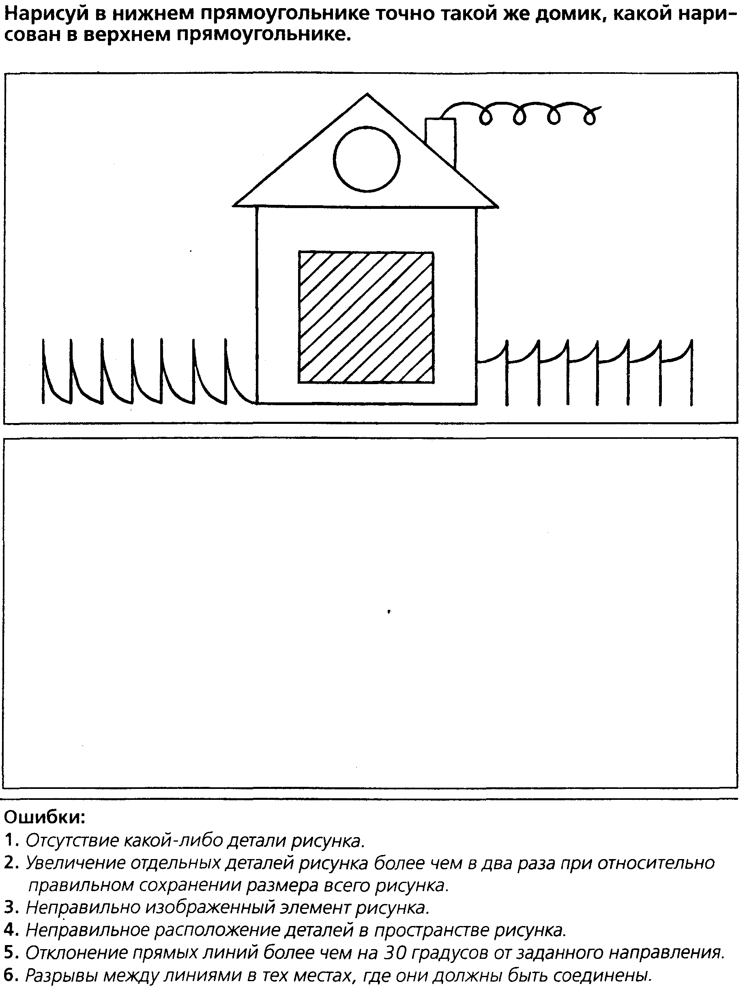 Нарисуй в нижнем прямоугольнике точно такой же домик, какой нари-
сован в верхнем прямоугольнике.
Ошибки:
1. Отсутствие какой-либо детали рисунка.
2. Увеличение отдельных деталей рисунка более чем в два раза при относительно
правильном сохранении размера всего рисунка.
3. Неправильно изображенный элемент рисунка.
4. Неправильное расположение деталей в пространстве рисунка.
5. Отклонение прямых линий более чем на 30 градусов от заданного направления.
6. Разрывы между линиями в тех местах, где они должны быть соединены.